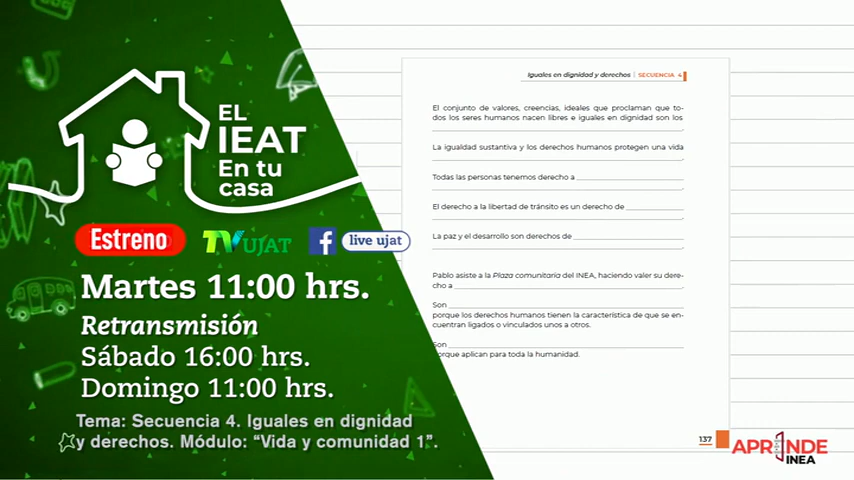 EL
IEAT
En tu
casa
Estreno
TV UJAT
f live ujat
Martes 11:00 hrs.
Retransmisión
Sábado 16:00 hrs.
Domingo 11:00 hrs.
Tema: Secuencia 4. Iguales en dignidad
y derechos. Módulo: “Vida y comunidad 1”.
Iguales en dignidad y derechos | SECUENCIA 4
El conjunto de valores, creencias, ideales que proclaman que to-
dos los seres humanos nacen libres e iguales en dignidad son los
.
La igualdad sustantiva y los derechos humanos protegen una vida
.
Todas las personas tenemos derecho a
.
El derecho a la libertad de tránsito es un derecho de
.
La paz y el desarrollo son derechos de
.
Pablo asiste a la Plaza comunitaria del INEA, haciendo valer su dere-
cho a .
Son
porque los derechos humanos tienen la característica de que se en-
cuentran ligados o vinculados unos a otros.
Son
porque aplican para toda la humanidad.
137
APRENDE
INEA